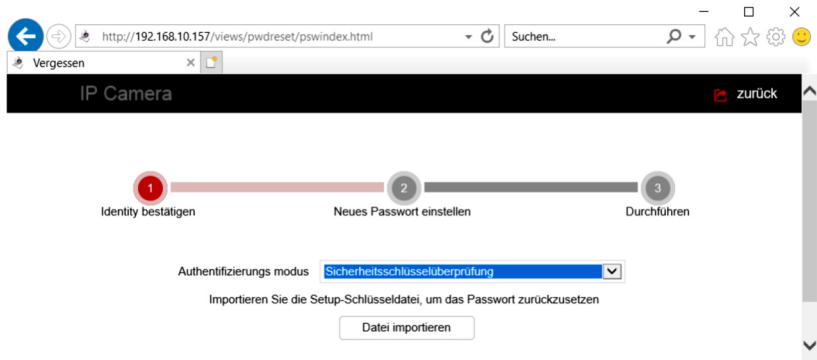 http://192.168.10.157/views/pwdreset/pswindex.html
Suchen...
Vergessen
IP Camera
zurück
1
2
3
Identity bestätigen
Neues Passwort einstellen
Durchführen
Authentifizierungs modus
Sicherheitsschlüsselüberprüfung
Importieren Sie die Setup-Schlüsseldatei, um das Passwort zurückzusetzen
Datei importieren